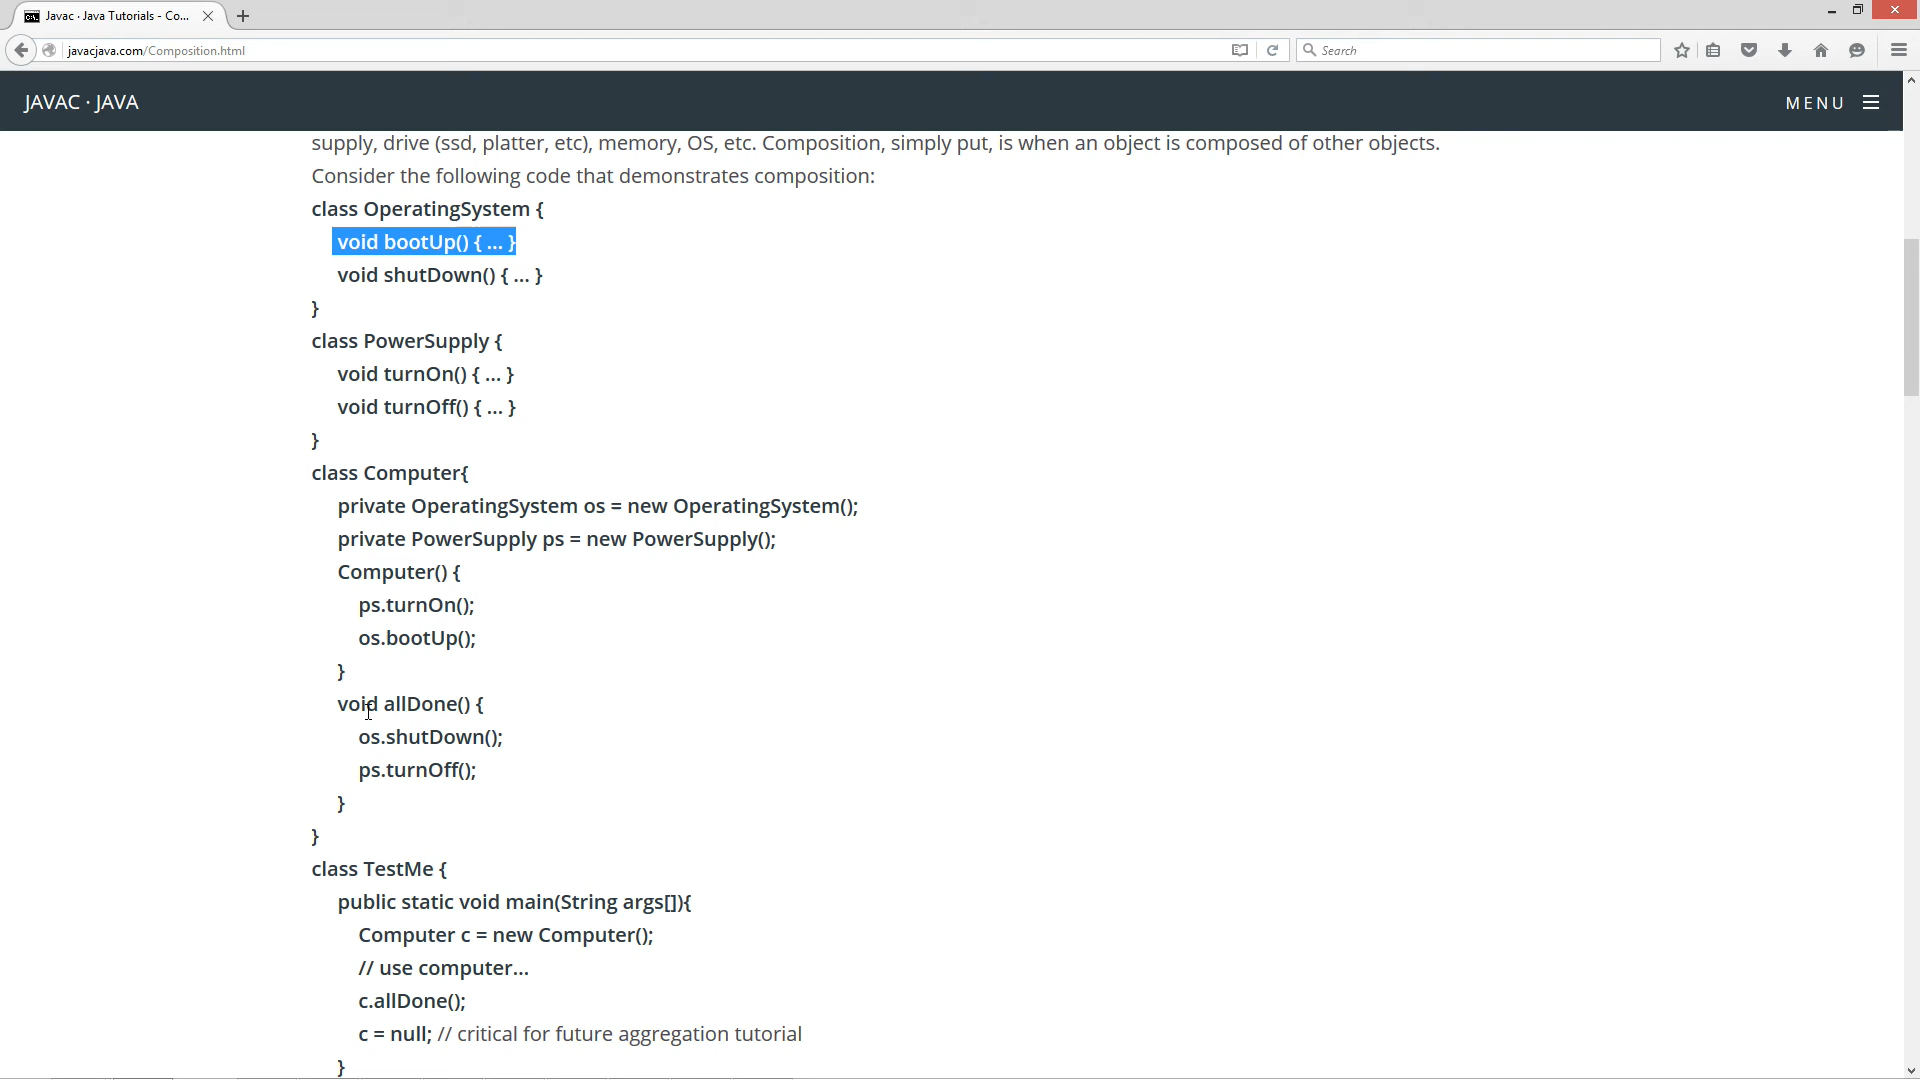 Javac · Java Tutorials - Co...
javacjava.com/Composition.html
Search
JAVAC · JAVA
MENU
supply, drive (ssd, platter, etc), memory, OS, etc. Composition, simply put, is when an object is composed of other objects.
Consider the following code that demonstrates composition:
class OperatingSystem {
void bootUp() { ... }
void shutDown() { ... }
}
class PowerSupply {
void turnOn() { ... }
void turnOff() { ... }
}
class Computer{
private OperatingSystem os = new OperatingSystem();
private PowerSupply ps = new PowerSupply();
Computer() {
ps.turnOn();
os.bootUp();
}
void allDone() {
os.shutDown();
ps.turnOff();
}
}
class TestMe {
public static void main(String args[]){
Computer c = new Computer();
// use computer...
c.allDone();
c = null; // critical for future aggregation tutorial
}